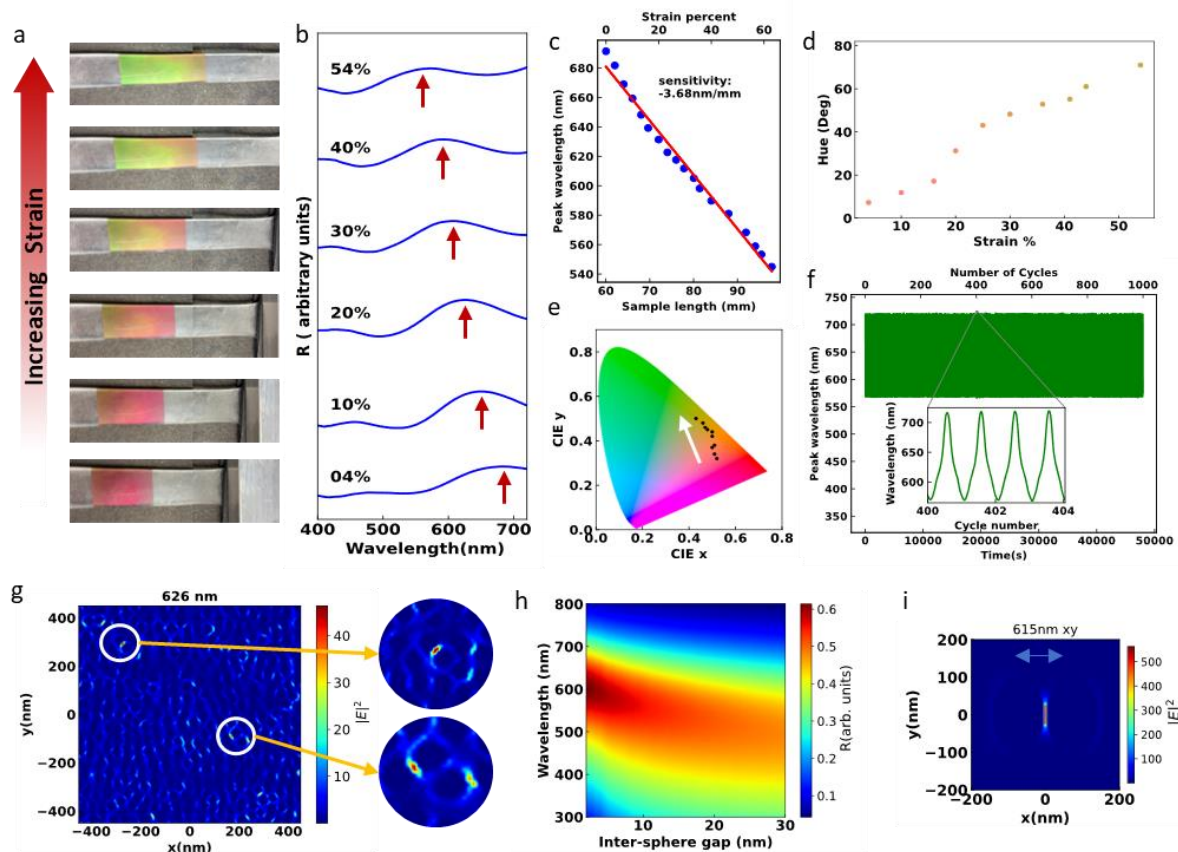 a
Increasing Strain
b
54%
40%
30%
20%
10%
04%
R ( arbitrary units)
400 500 600 700
Wavelength(nm)
c
Strain percent
0 20 40 60
sensitivity:
-3.68nm/mm
Peak wavelength (nm)
680
660
640
620
600
580
560
540
60 70 80 90
Sample length (mm)
d
Hue (Deg)
80
60
40
20
0
0 10 20 30 40 50
Strain %
e
CIE y
0.8
0.6
0.4
0.2
0.0
0.0 0.2 0.4 0.6 0.8
CIE x
f
Number of Cycles
0 200 400 600 800 1000
Peak wavelength (nm)
750
700
650
600
550
500
450
400
350
Wavelength (nm)
700
650
600
400 402 404
Cycle number
0 10000 20000 30000 40000 50000
Time(s)
g
626 nm
y(nm)
400
200
0
−200
−400
−400 −200 0 200 400
x(nm)
40
30
20
10
|E|²
h
Wavelength (nm)
800
700
600
500
400
300
10 20 30
Inter-sphere gap (nm)
0.6
0.5
0.4
0.3
0.2
0.1
R(arb. units)
i
615nm xy
y(nm)
200
100
0
−100
−200
−200 0 200
x(nm)
500
400
300
200
100
|E|²